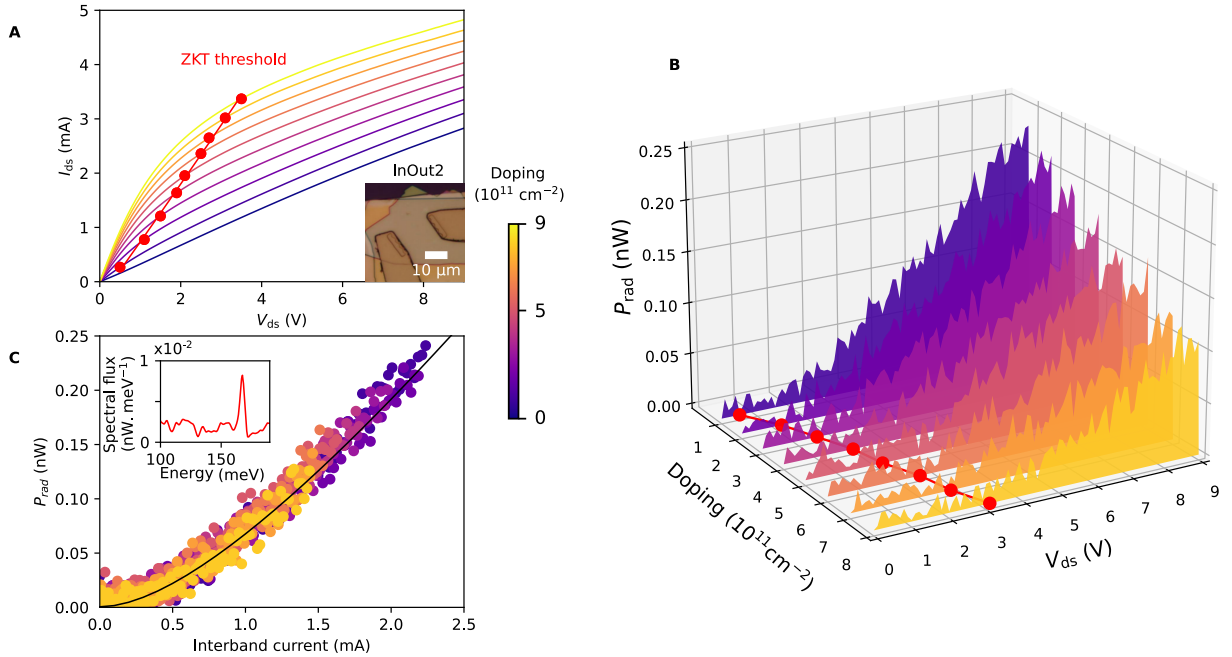 A
5
4
3
2
1
0
I_ds (mA)
ZKT threshold
0 2 4 6 8
V_ds (V)
InOut2
10 µm
Doping
(10^11 cm^−2)
9
5
0
B
0.25
0.20
0.15
0.10
0.05
0.00
P_rad (nW)
1
2
3
4
5
6
7
8
Doping (10^11 cm^−2)
0 1 2 3 4 5 6 7 8 9
V_ds (V)
C
0.25
0.20
0.15
0.10
0.05
0.00
P_rad (nW)
x10^-2
1
0
Spectral flux
(nW. meV^−1)
100 150
Energy (meV)
0.0 0.5 1.0 1.5 2.0 2.5
Interband current (mA)